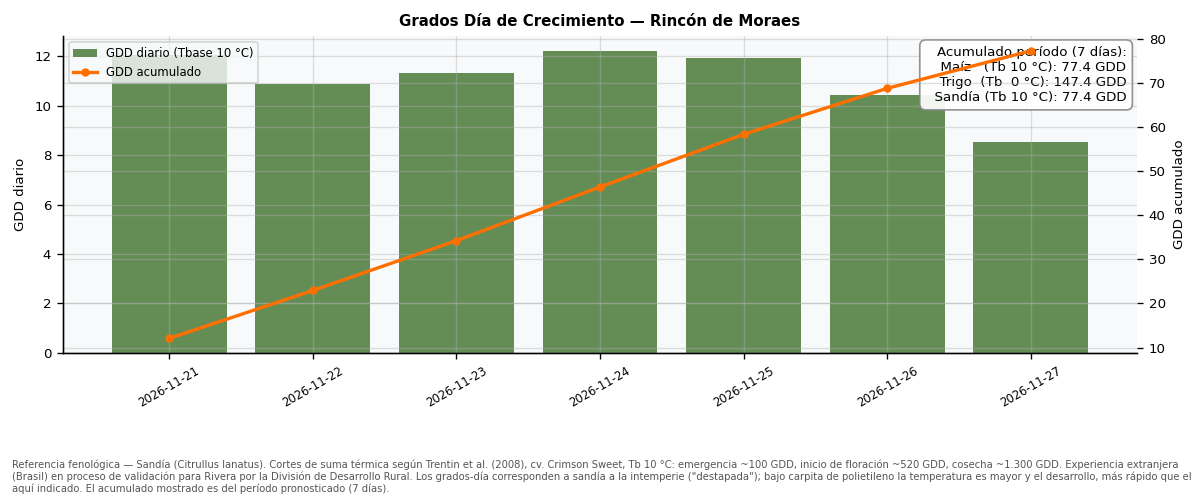 Grados Día de Crecimiento — Rincón de Moraes
GDD diario (Tbase 10 °C)
GDD acumulado
Acumulado período (7 días):
Maíz (Tb 10 °C): 77.4 GDD
Trigo (Tb 0 °C): 147.4 GDD
Sandía (Tb 10 °C): 77.4 GDD
GDD diario
12
10
8
6
4
2
0
GDD acumulado
80
70
60
50
40
30
20
10
2026-11-21
2026-11-22
2026-11-23
2026-11-24
2026-11-25
2026-11-26
2026-11-27
Referencia fenológica — Sandía (Citrullus lanatus). Cortes de suma térmica según Trentin et al. (2008), cv. Crimson Sweet, Tb 10 °C: emergencia ~100 GDD, inicio de floración ~520 GDD, cosecha ~1.300 GDD. Experiencia extranjera
(Brasil) en proceso de validación para Rivera por la División de Desarrollo Rural. Los grados-día corresponden a sandía a la intemperie ("destapada"); bajo carpita de polietileno la temperatura es mayor y el desarrollo, más rápido que el
aquí indicado. El acumulado mostrado es del período pronosticado (7 días).